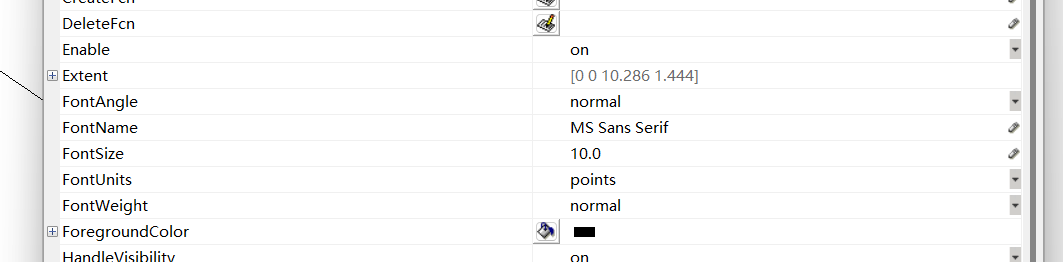 CreateFcn
DeleteFcn
Enable on
Extent [0 0 10.286 1.444]
FontAngle normal
FontName MS Sans Serif
FontSize 10.0
FontUnits points
FontWeight normal
ForegroundColor
HandleVisibility on